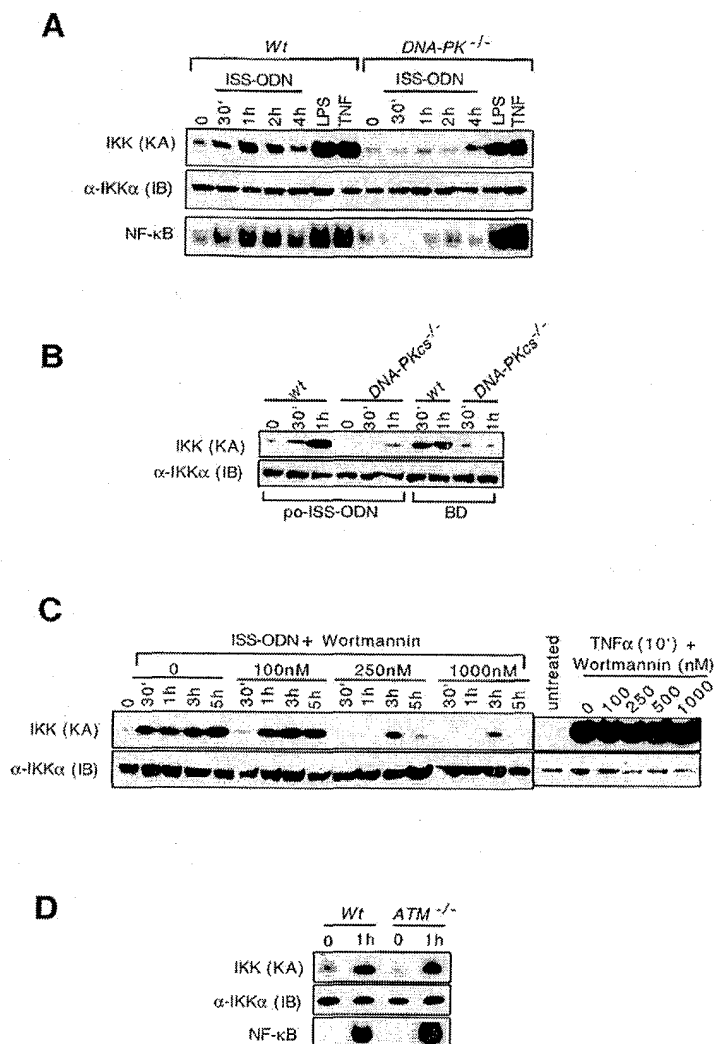 A
Wt DNA-PK -/-
ISS-ODN ISS-ODN
0 30' 1h 2h 4h LPS TNF 0 30' 1h 2h 4h LPS TNF
IKK (KA)
α-IKKα (IB)
NF-κB
B
wt DNA-PKcs-/- wt DNA-PKcs-/-
0 30' 1h 0 30' 1h 30' 1h 30' 1h
IKK (KA)
α-IKKα (IB)
po-ISS-ODN BD
C
ISS-ODN + Wortmannin untreated TNFα (10') + Wortmannin (nM)
0 100nM 250nM 1000nM
0 30' 1h 3h 5h 30' 1h 3h 5h 30' 1h 3h 5h 30' 1h 3h 5h 0 100 250 500 1000
IKK (KA)
α-IKKα (IB)
D
Wt ATM -/-
0 1h 0 1h
IKK (KA)
α-IKKα (IB)
NF-κB